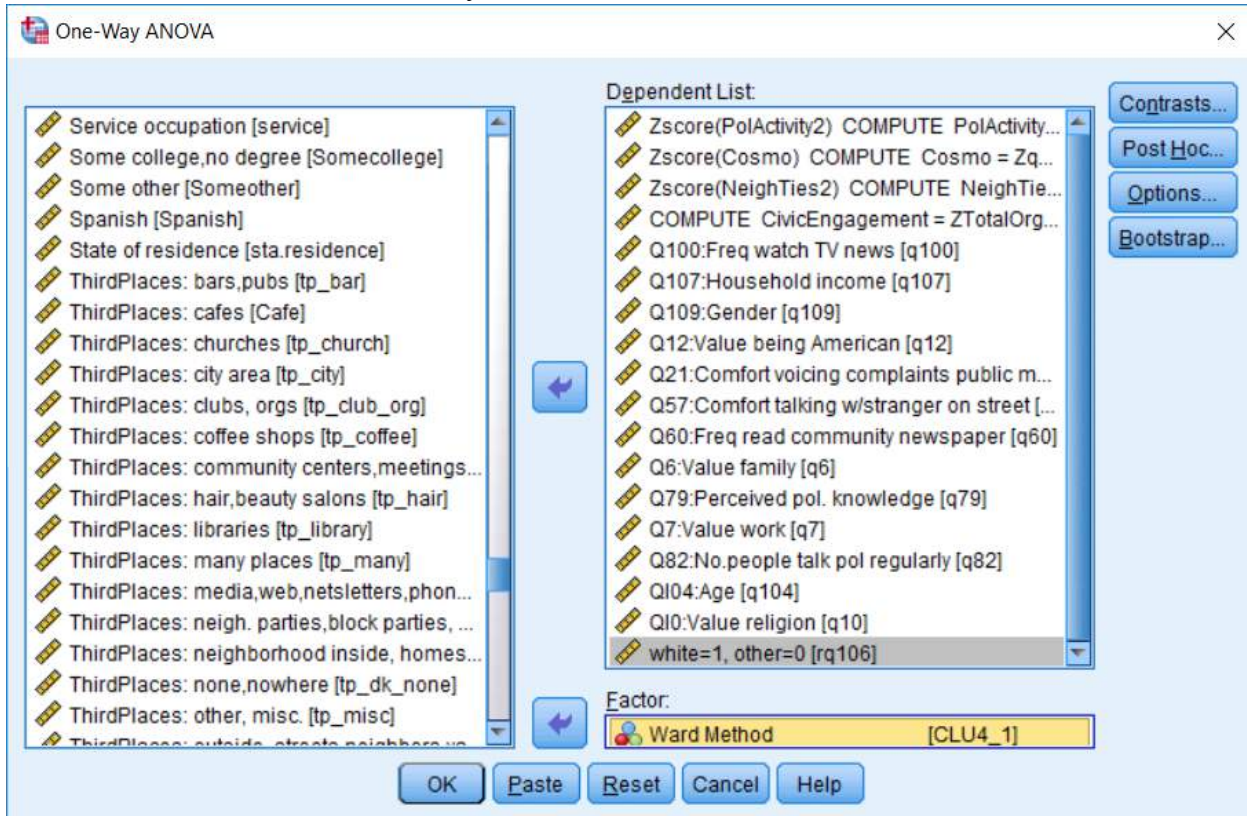 One-Way ANOVA
Service occupation [service]
Some college,no degree [Somecollege]
Some other [Someother]
Spanish [Spanish]
State of residence [sta.residence]
ThirdPlaces: bars,pubs [tp_bar]
ThirdPlaces: cafes [Cafe]
ThirdPlaces: churches [tp_church]
ThirdPlaces: city area [tp_city]
ThirdPlaces: clubs, orgs [tp_club_org]
ThirdPlaces: coffee shops [tp_coffee]
ThirdPlaces: community centers,meetings...
ThirdPlaces: hair,beauty salons [tp_hair]
ThirdPlaces: libraries [tp_library]
ThirdPlaces: many places [tp_many]
ThirdPlaces: media,web,netsletters,phon...
ThirdPlaces: neigh. parties,block parties, ...
ThirdPlaces: neighborhood inside, homes...
ThirdPlaces: none,nowhere [tp_dk_none]
ThirdPlaces: other, misc. [tp_misc]
Dependent List:
Zscore(PolActivity2) COMPUTE PolActivity...
Zscore(Cosmo) COMPUTE Cosmo = Zq...
Zscore(NeighTies2) COMPUTE NeighTie...
COMPUTE CivicEngagement = ZTotalOrg...
Q100:Freq watch TV news [q100]
Q107:Household income [q107]
Q109:Gender [q109]
Q12:Value being American [q12]
Q21:Comfort voicing complaints public m...
Q57:Comfort talking w/stranger on street [...
Q60:Freq read community newspaper [q60]
Q6:Value family [q6]
Q79:Perceived pol. knowledge [q79]
Q7:Value work [q7]
Q82:No.people talk pol regularly [q82]
QI04:Age [q104]
QI0:Value religion [q10]
white=1, other=0 [rq106]
Factor:
Ward Method [CLU4_1]
Contrasts...
Post Hoc...
Options...
Bootstrap...
OK Paste Reset Cancel Help